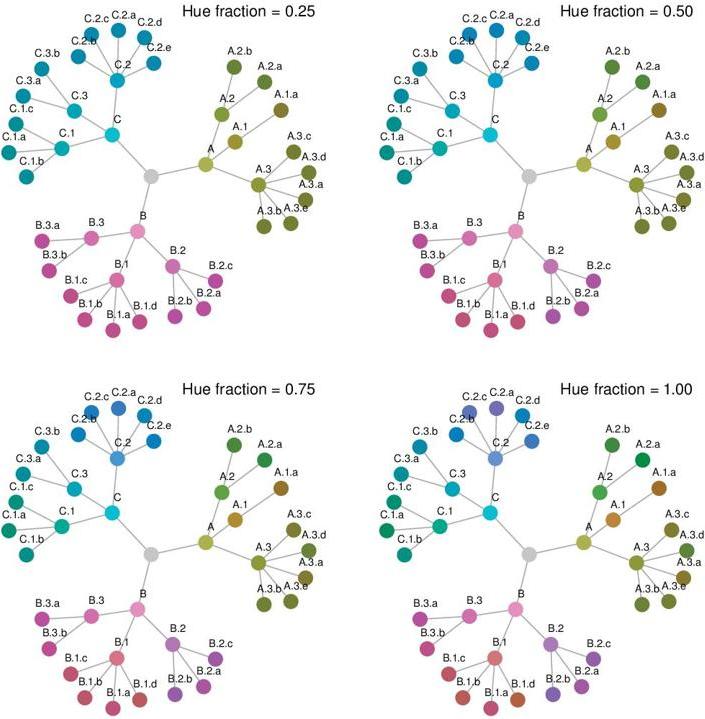 Hue fraction = 0.25
C.2.c
C.2.a
C.2.d
C.2.b
C.2.e
C.3.b
C.2
C.3.a
C.3
C.1.c
C
C.1.a
C.1
C.1.b
A.2.b
A.2.a
A.2
A.1.a
A.1
A
A.3.c
A.3
A.3.d
A.3.a
A.3.b
A.3.e
B
B.3.a
B.3
B.3.b
B.1
B.2
B.2.c
B.1.c
B.1.b
B.1.a
B.1.d
B.2.b
B.2.a
Hue fraction = 0.50
C.2.c
C.2.a
C.2.d
C.2.b
C.2.e
C.3.b
C.2
C.3.a
C.3
C.1.c
C
C.1.a
C.1
C.1.b
A.2.b
A.2.a
A.2
A.1.a
A.1
A
A.3.c
A.3
A.3.d
A.3.a
A.3.b
A.3.e
B
B.3.a
B.3
B.3.b
B.1
B.2
B.2.c
B.1.c
B.1.b
B.1.a
B.1.d
B.2.b
B.2.a
Hue fraction = 0.75
C.2.c
C.2.a
C.2.d
C.2.b
C.2.e
C.3.b
C.2
C.3.a
C.3
C.1.c
C
C.1.a
C.1
C.1.b
A.2.b
A.2.a
A.2
A.1.a
A.1
A
A.3.c
A.3
A.3.d
A.3.a
A.3.b
A.3.e
B
B.3.a
B.3
B.3.b
B.1
B.2
B.2.c
B.1.c
B.1.b
B.1.a
B.1.d
B.2.b
B.2.a
Hue fraction = 1.00
C.2.c
C.2.a
C.2.d
C.2.b
C.2.e
C.3.b
C.2
C.3.a
C.3
C.1.c
C
C.1.a
C.1
C.1.b
A.2.b
A.2.a
A.2
A.1.a
A.1
A
A.3.c
A.3
A.3.d
A.3.a
A.3.b
A.3.e
B
B.3.a
B.3
B.3.b
B.1
B.2
B.2.c
B.1.c
B.1.b
B.1.a
B.1.d
B.2.b
B.2.a